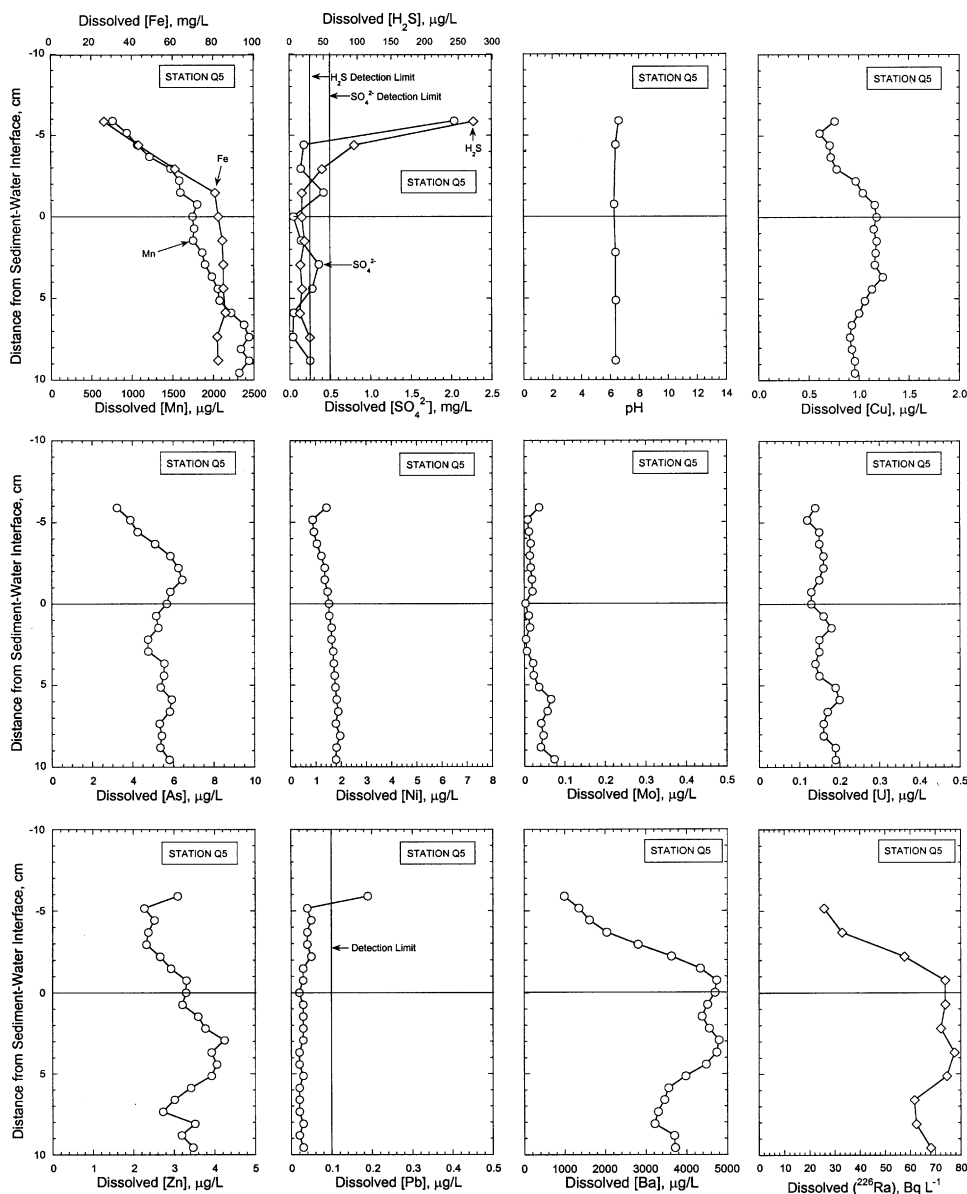 Dissolved [Fe], mg/L
0 20 40 60 80 100
Distance from Sediment-Water Interface, cm
-10
-5
0
5
10
STATION Q5
Fe
Mn
0 500 1000 1500 2000 2500
Dissolved [Mn], µg/L
Dissolved [H₂S], µg/L
0 50 100 150 200 250 300
H₂S Detection Limit
SO₄²⁻ Detection Limit
H₂S
STATION Q5
SO₄²⁻
0.0 0.5 1.0 1.5 2.0 2.5
Dissolved [SO₄²⁻], mg/L
STATION Q5
0 2 4 6 8 10 12 14
pH
STATION Q5
0.0 0.5 1.0 1.5 2.0
Dissolved [Cu], µg/L
Distance from Sediment-Water Interface, cm
-10
-5
0
5
10
STATION Q5
0 2 4 6 8 10
Dissolved [As], µg/L
STATION Q5
0 1 2 3 4 5 6 7 8
Dissolved [Ni], µg/L
STATION Q5
0 0.1 0.2 0.3 0.4 0.5
Dissolved [Mo], µg/L
STATION Q5
0 0.1 0.2 0.3 0.4 0.5
Dissolved [U], µg/L
Distance from Sediment-Water Interface, cm
-10
-5
0
5
10
STATION Q5
0 1 2 3 4 5
Dissolved [Zn], µg/L
STATION Q5
Detection Limit
0 0.1 0.2 0.3 0.4 0.5
Dissolved [Pb], µg/L
STATION Q5
0 1000 2000 3000 4000 5000
Dissolved [Ba], µg/L
STATION Q5
0 10 20 30 40 50 60 70 80
Dissolved (²²⁶Ra), Bq L⁻¹